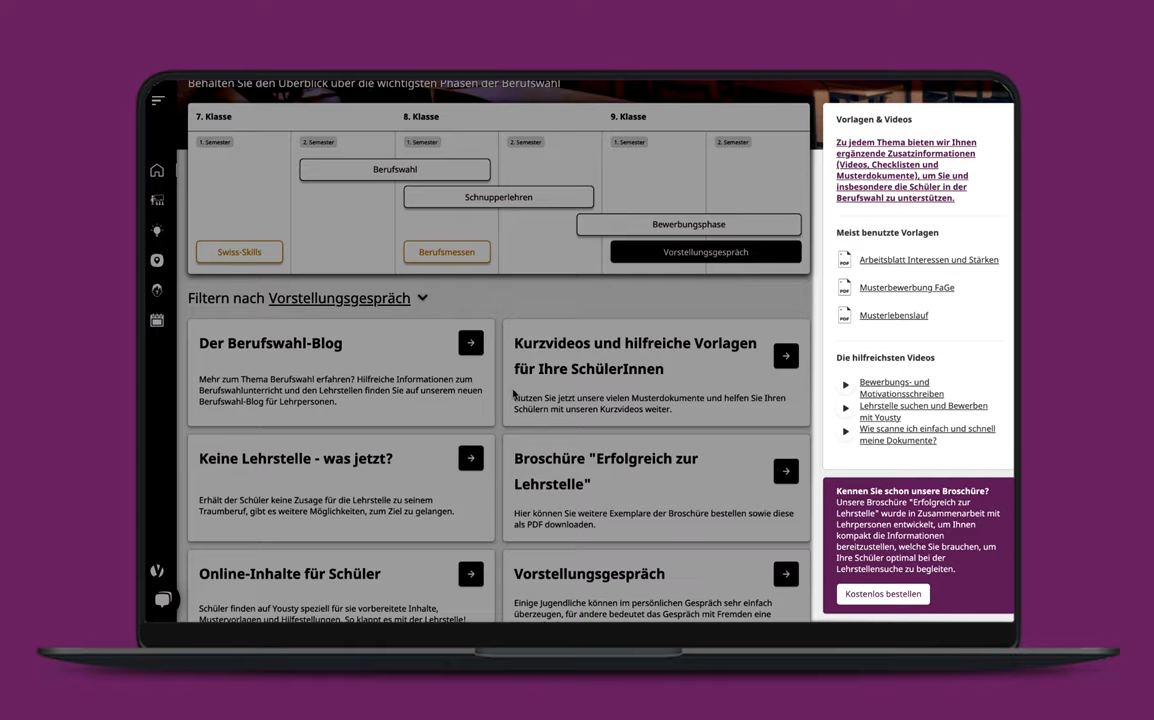 Behalten Sie den Überblick über die wichtigsten Phasen der Berufswahl
7. Klasse
8. Klasse
9. Klasse
1. Semester
2. Semester
1. Semester
2. Semester
1. Semester
2. Semester
Berufswahl
Schnupperlehren
Bewerbungsphase
Swiss-Skills
Berufsmessen
Vorstellungsgespräch
Filtern nach Vorstellungsgespräch
Der Berufswahl-Blog
Mehr zum Thema Berufswahl erfahren? Hilfreiche Informationen zum
Berufswahlunterricht und den Lehrstellen finden Sie auf unserem neuen
Berufswahl-Blog für Lehrpersonen.
Kurzvideos und hilfreiche Vorlagen
für Ihre SchülerInnen
Nutzen Sie jetzt unsere vielen Musterdokumente und helfen Sie Ihren
Schülern mit unseren Kurzvideos weiter.
Keine Lehrstelle - was jetzt?
Erhält der Schüler keine Zusage für die Lehrstelle zu seinem
Traumberuf, gibt es weitere Möglichkeiten, zum Ziel zu gelangen.
Broschüre "Erfolgreich zur
Lehrstelle"
Hier können Sie weitere Exemplare der Broschüre bestellen sowie diese
als PDF downloaden.
Online-Inhalte für Schüler
Schüler finden auf Yousty speziell für sie vorbereitete Inhalte,
Mustervorlagen und Hilfestellungen. So klappt es mit der Lehrstelle!
Vorstellungsgespräch
Einige Jugendliche können im persönlichen Gespräch sehr einfach
überzeugen, für andere bedeutet das Gespräch mit Fremden eine
Vorlagen & Videos
Zu jedem Thema bieten wir Ihnen
ergänzende Zusatzinformationen
(Videos, Checklisten und
Musterdokumente), um Sie und
insbesondere die Schüler in der
Berufswahl zu unterstützen.
Meist benutzte Vorlagen
PDF
Arbeitsblatt Interessen und Stärken
PDF
Musterbewerbung FaGe
PDF
Musterlebenslauf
Die hilfreichsten Videos
Bewerbungs- und
Motivationsschreiben
Lehrstelle suchen und Bewerben
mit Yousty
Wie scanne ich einfach und schnell
meine Dokumente?
Kennen Sie schon unsere Broschüre?
Unsere Broschüre "Erfolgreich zur
Lehrstelle" wurde in Zusammenarbeit mit
Lehrpersonen entwickelt, um Ihnen
kompakt die Informationen
bereitzustellen, welche Sie brauchen, um
Ihre Schüler optimal bei der
Lehrstellensuche zu begleiten.
Kostenlos bestellen